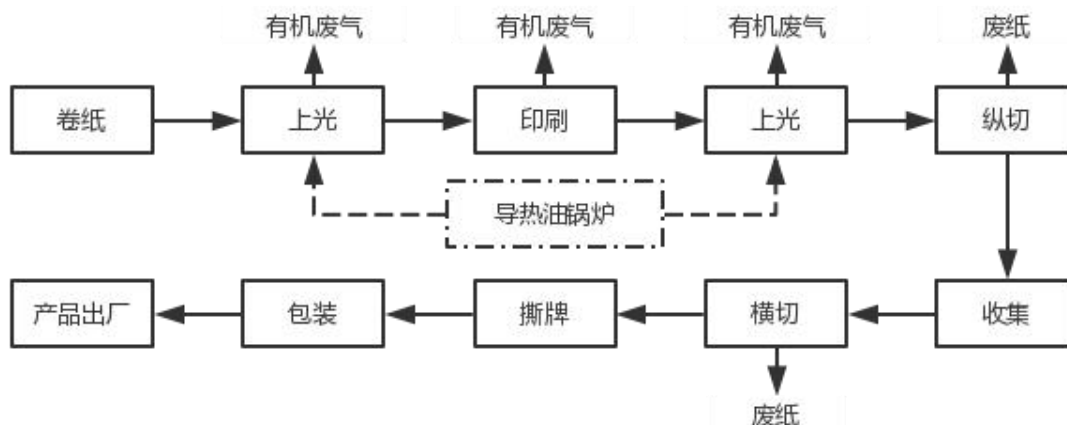 有机废气
有机废气
有机废气
废纸
卷纸
上光
印刷
上光
纵切
导热油锅炉
产品出厂
包装
撕牌
横切
收集
废纸